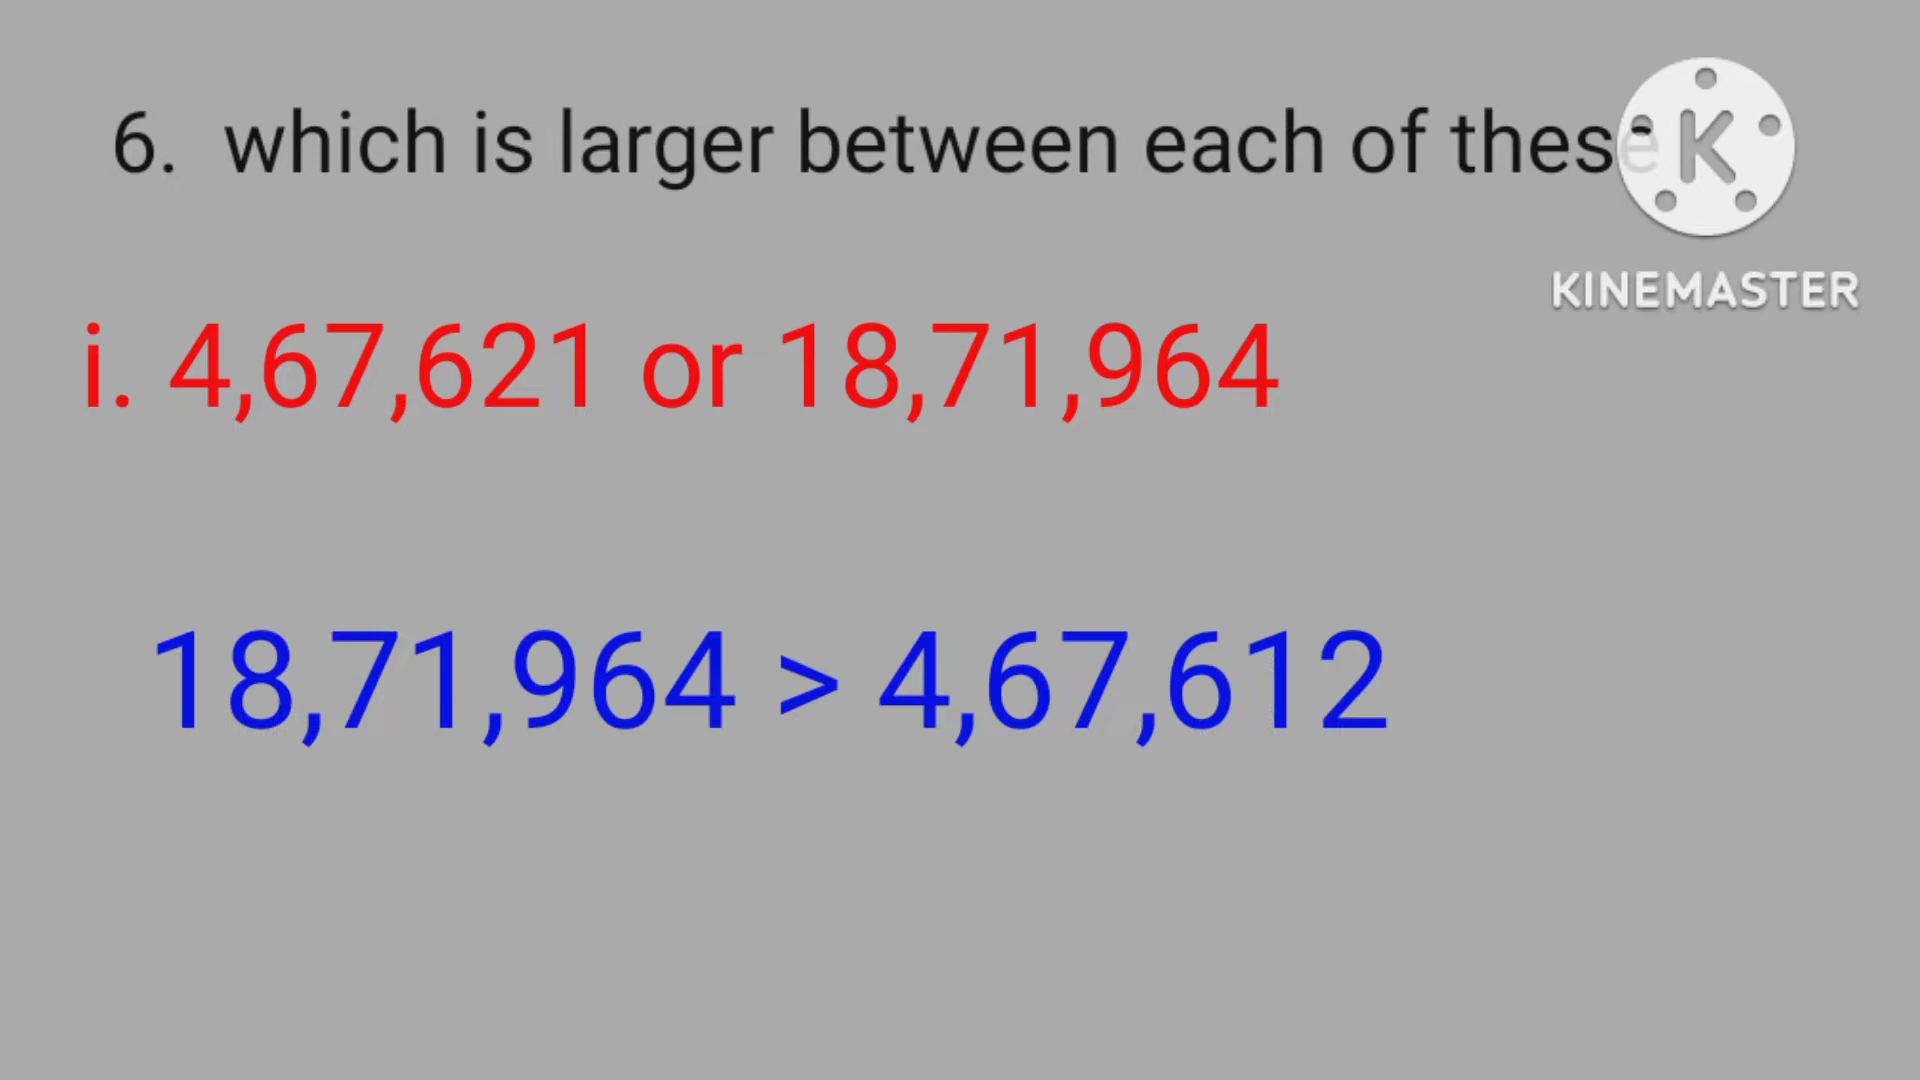 6. which is larger between each of these
KINEMASTER
i. 4,67,621 or 18,71,964
18,71,964 > 4,67,612